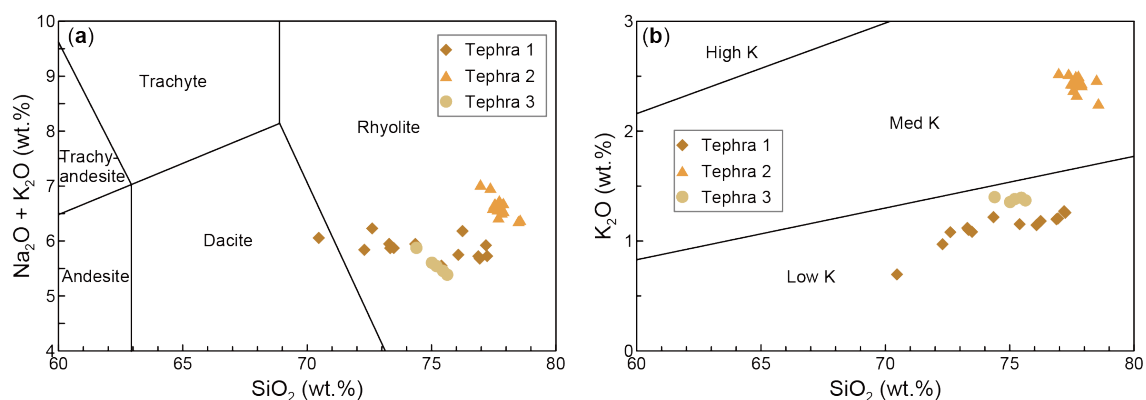 (a)
Tephra 1
Tephra 2
Tephra 3
Trachyte
Rhyolite
Trachy-
andesite
Dacite
Andesite
10
9
8
7
6
5
4
60
65
70
75
80
Na₂O + K₂O (wt.%)
SiO₂ (wt.%)
(b)
High K
Med K
Tephra 1
Tephra 2
Tephra 3
Low K
3
2
1
0
60
65
70
75
80
K₂O (wt.%)
SiO₂ (wt.%)